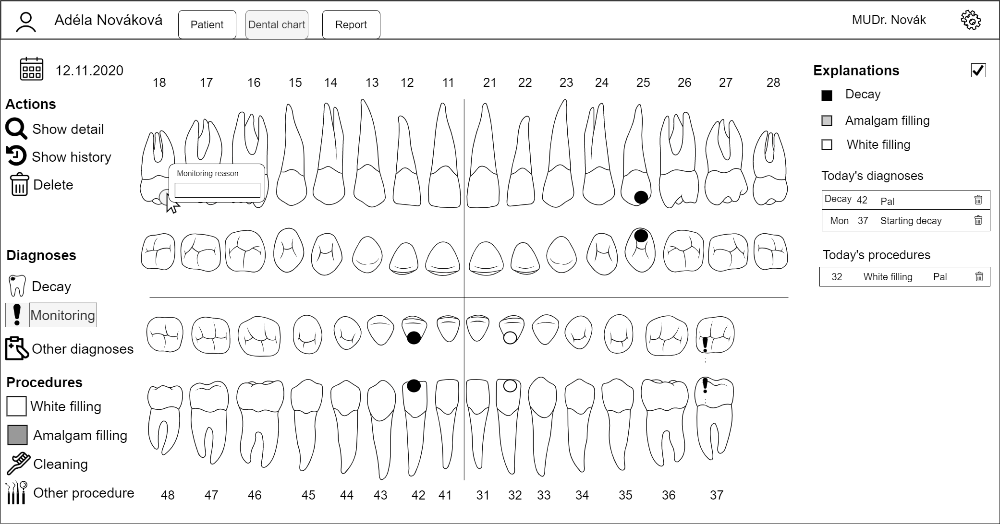 Adéla Nováková
Patient
Dental chart
Report
MUDr. Novák
12.11.2020
Actions
Show detail
Show history
Delete
Diagnoses
Decay
Monitoring
Other diagnoses
Procedures
White filling
Amalgam filling
Cleaning
Other procedure
18 17 16 15 14 13 12 11 21 22 23 24 25 26 27 28
Monitoring reason
48 47 46 45 44 43 42 41 31 32 33 34 35 36 37
Explanations
Decay
Amalgam filling
White filling
Today's diagnoses
Decay 42 Pal
Mon 37 Starting decay
Today's procedures
32 White filling Pal